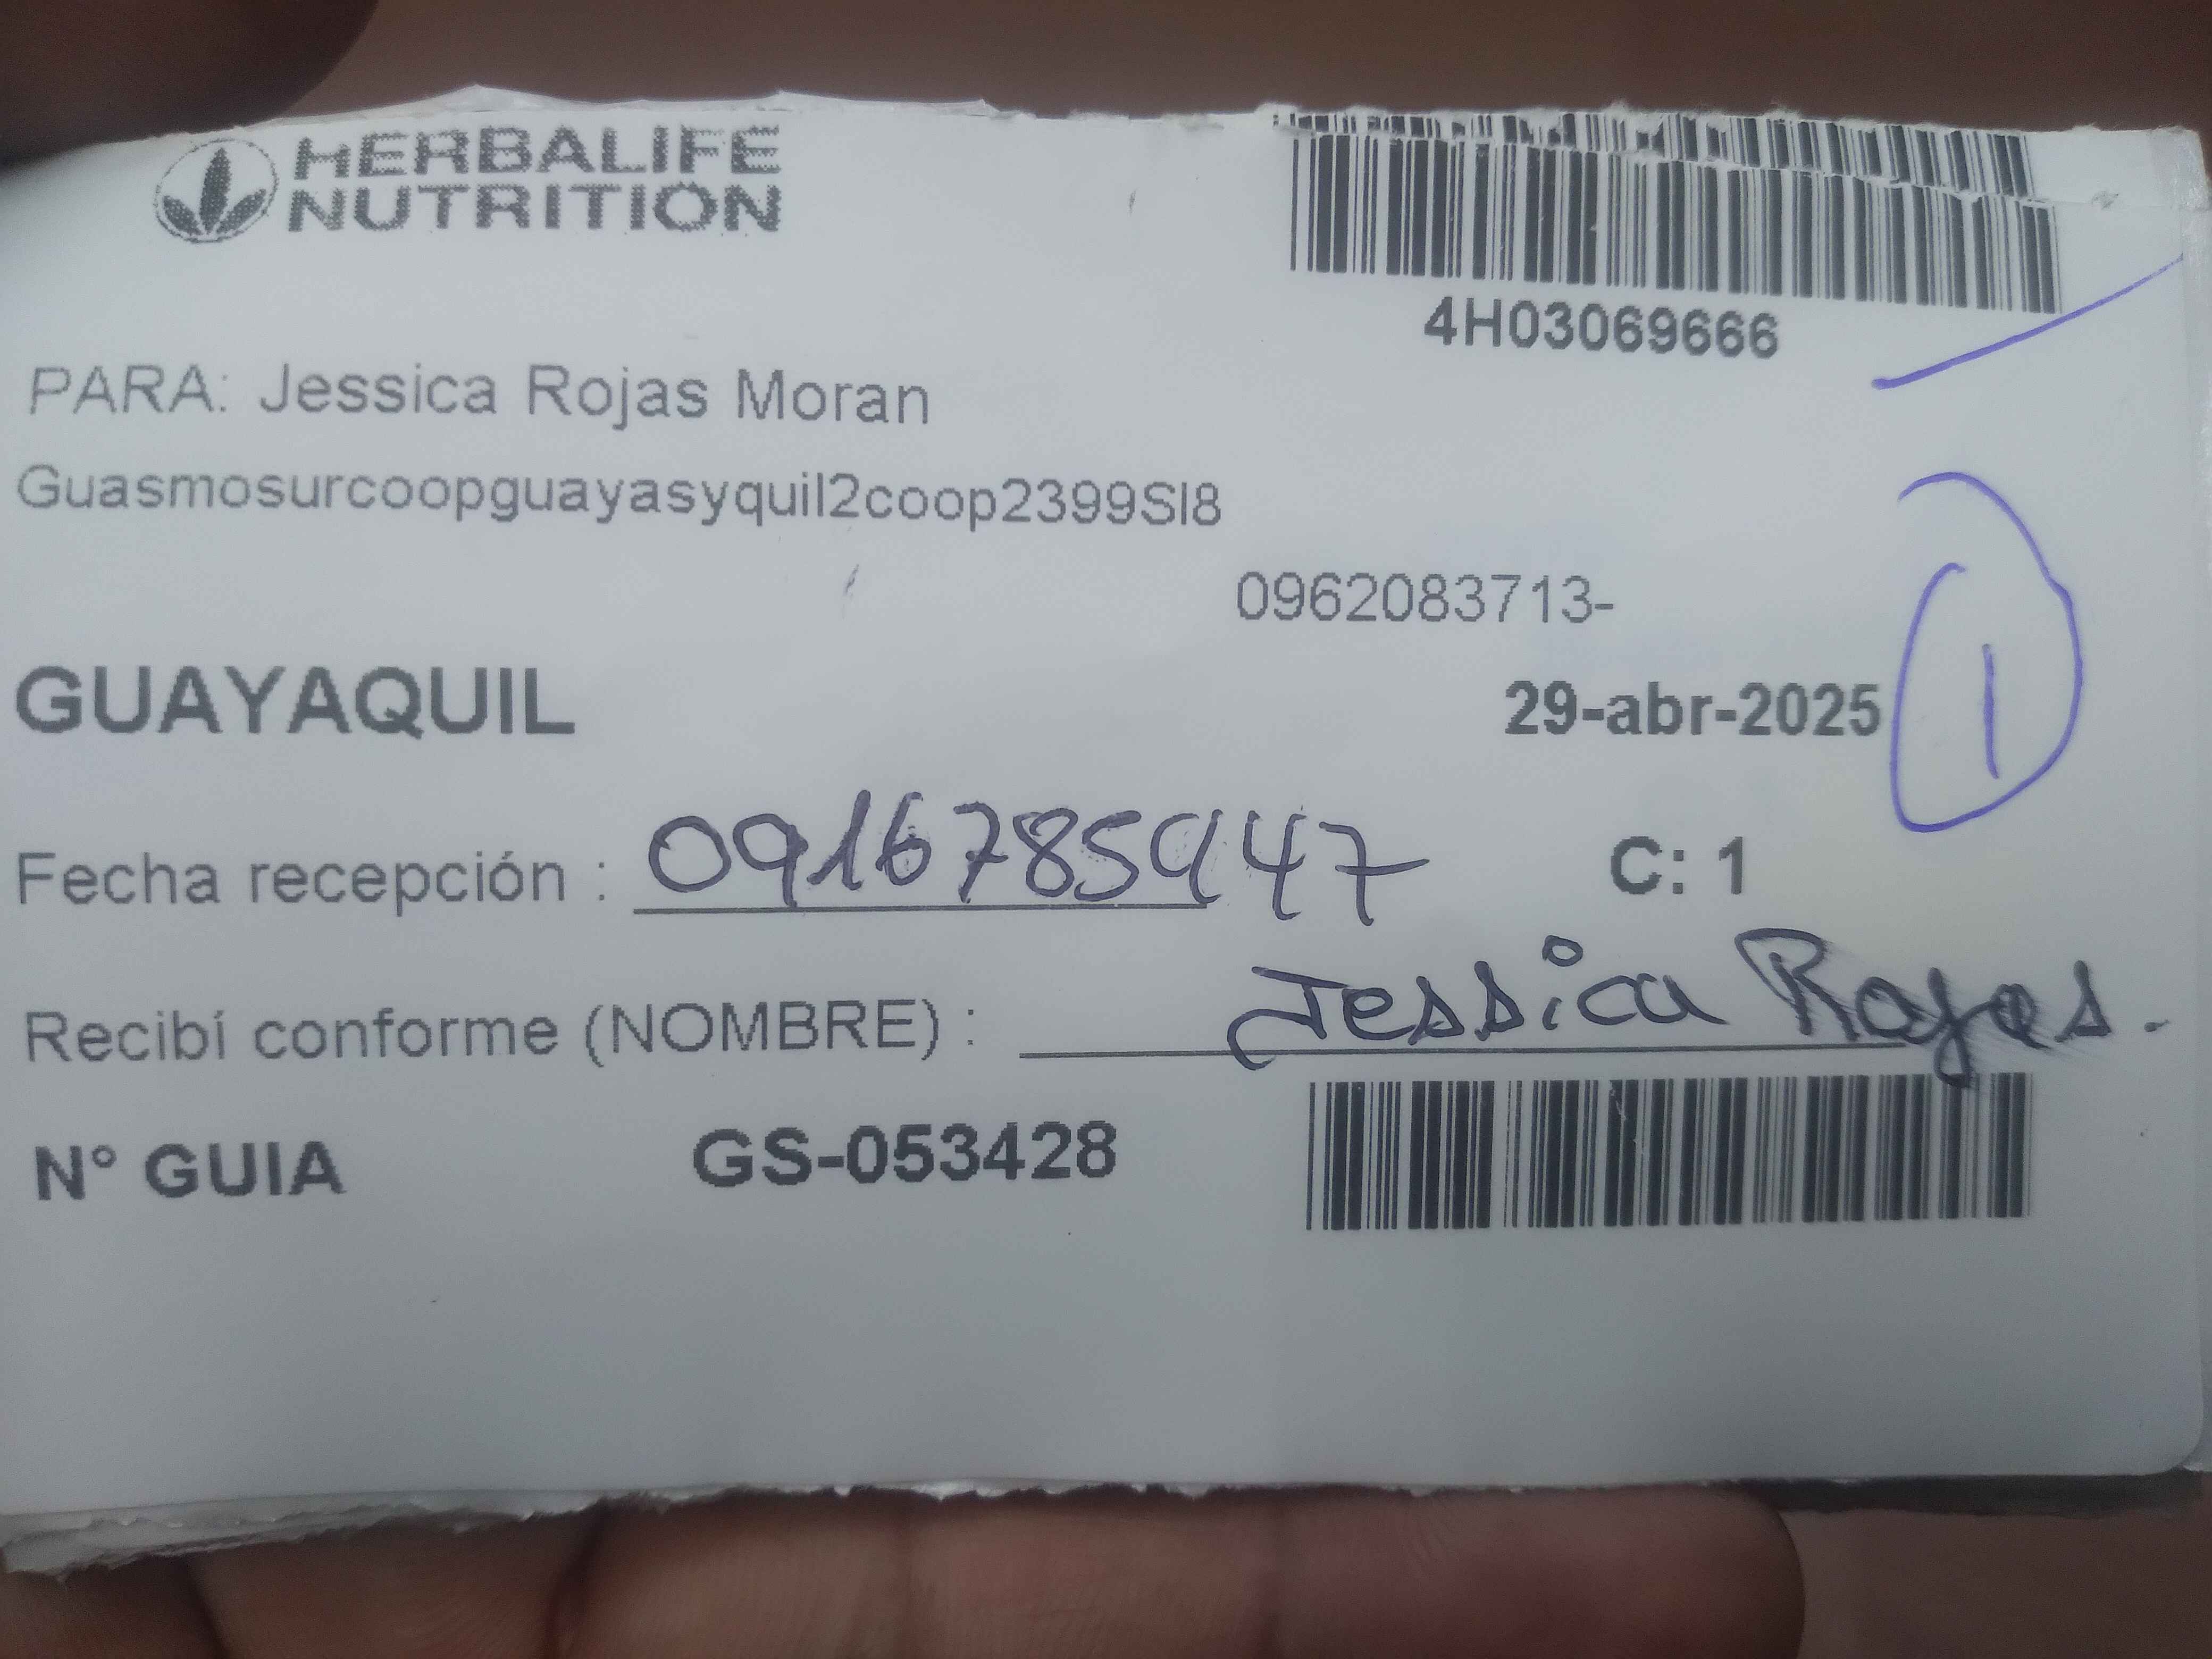 HERBALIFE
NUTRITION
4H03069666
PARA: Jessica Rojas Moran
Guasmosurcoopguayasyquil2coop2399Sl8
0962083713-
GUAYAQUIL
29-abr-2025
1
Fecha recepción : 0916785947
C: 1
Recibí conforme (NOMBRE) : Jessica Rojas.
N° GUIA GS-053428